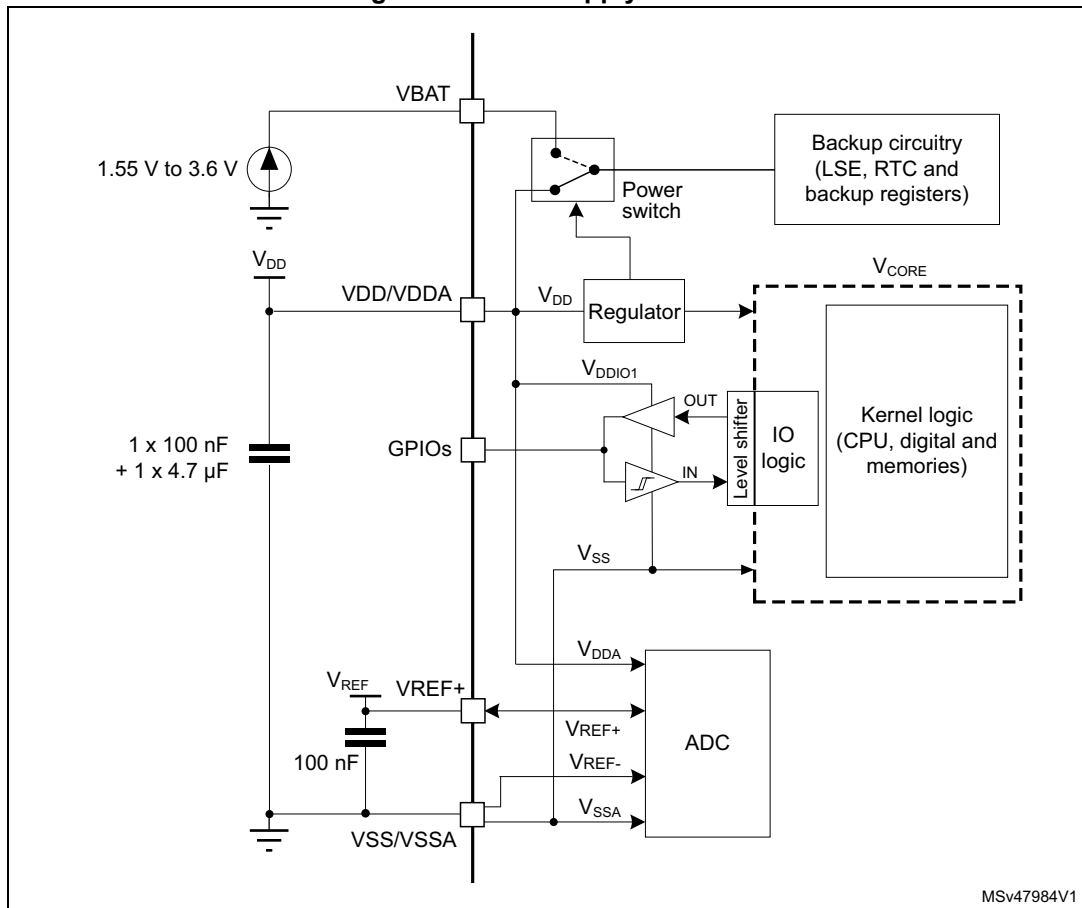 VBAT
1.55 V to 3.6 V
Power
switch
Backup circuitry
(LSE, RTC and
backup registers)
VDD
VDD/VDDA
VDD
Regulator
VCORE
VDDIO1
OUT
GPIOs
IN
Level shifter
IO
logic
Kernel logic
(CPU, digital and
memories)
1 x 100 nF
+ 1 x 4.7 µF
VSS
VDDA
VREF
VREF+
VREF+
100 nF
VREF-
ADC
VSSA
VSS/VSSA
MSv47984V1